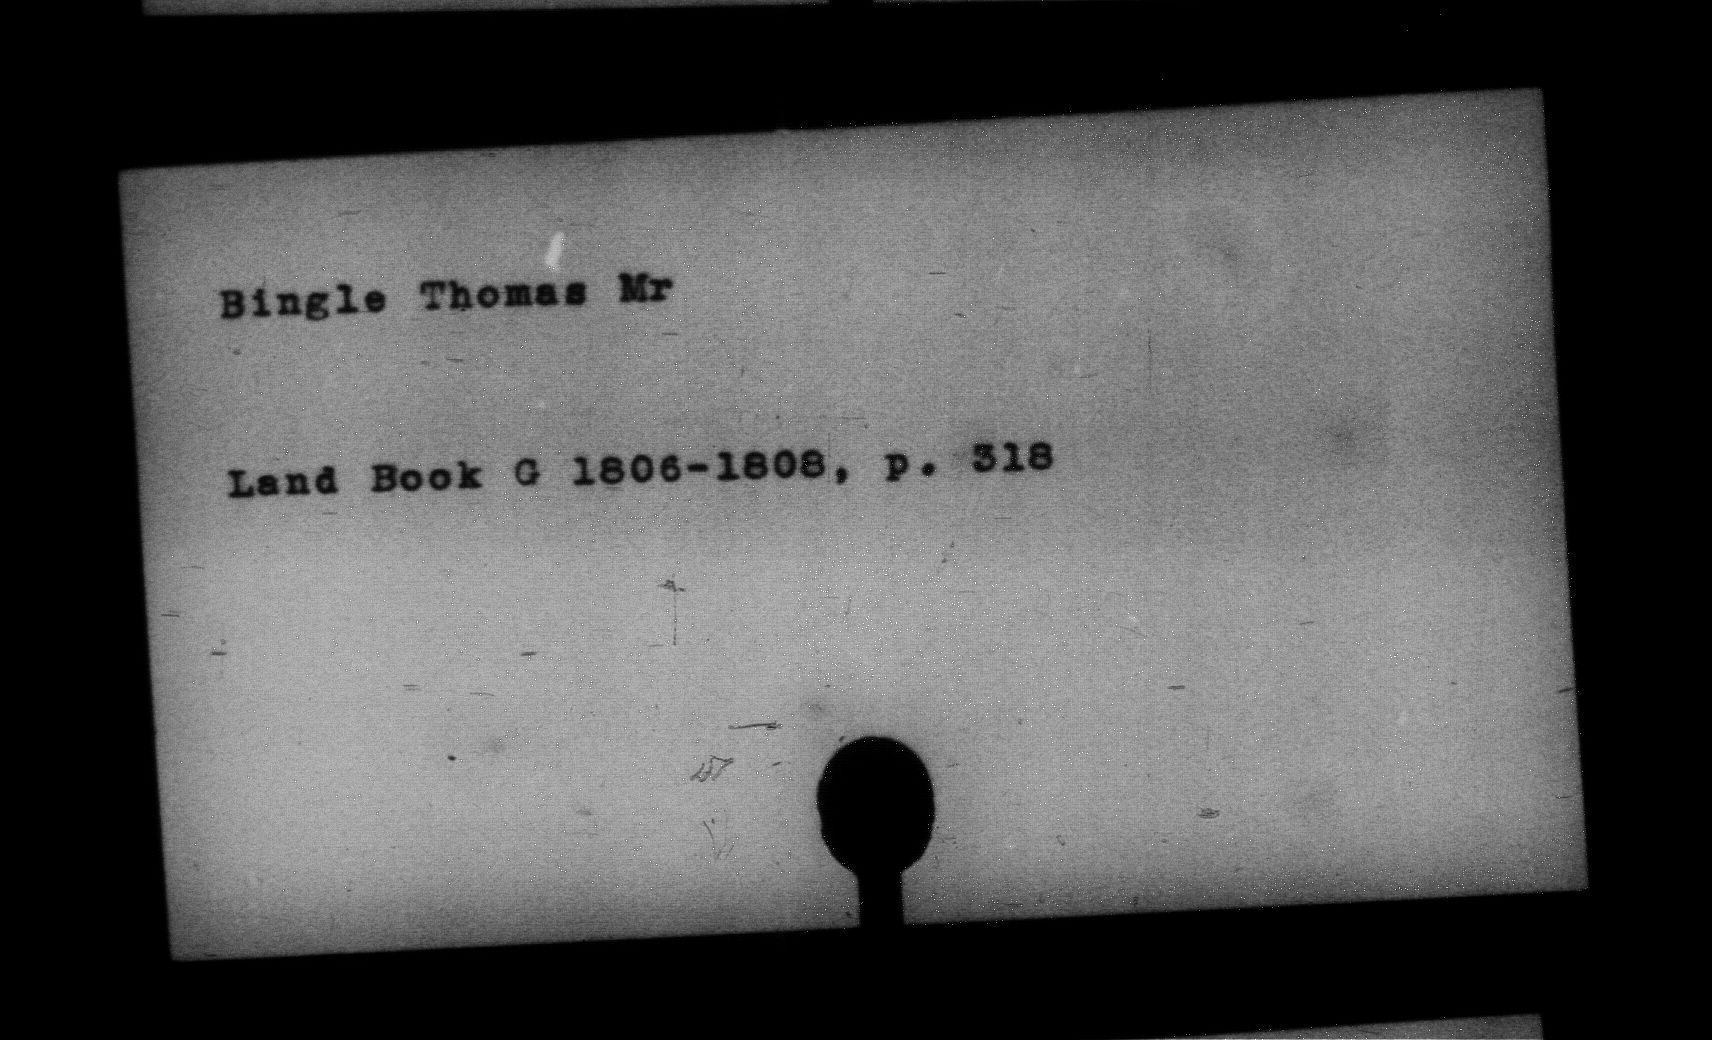 Bingle Thomas Mr
Land Book G 1806-1808, p. 318